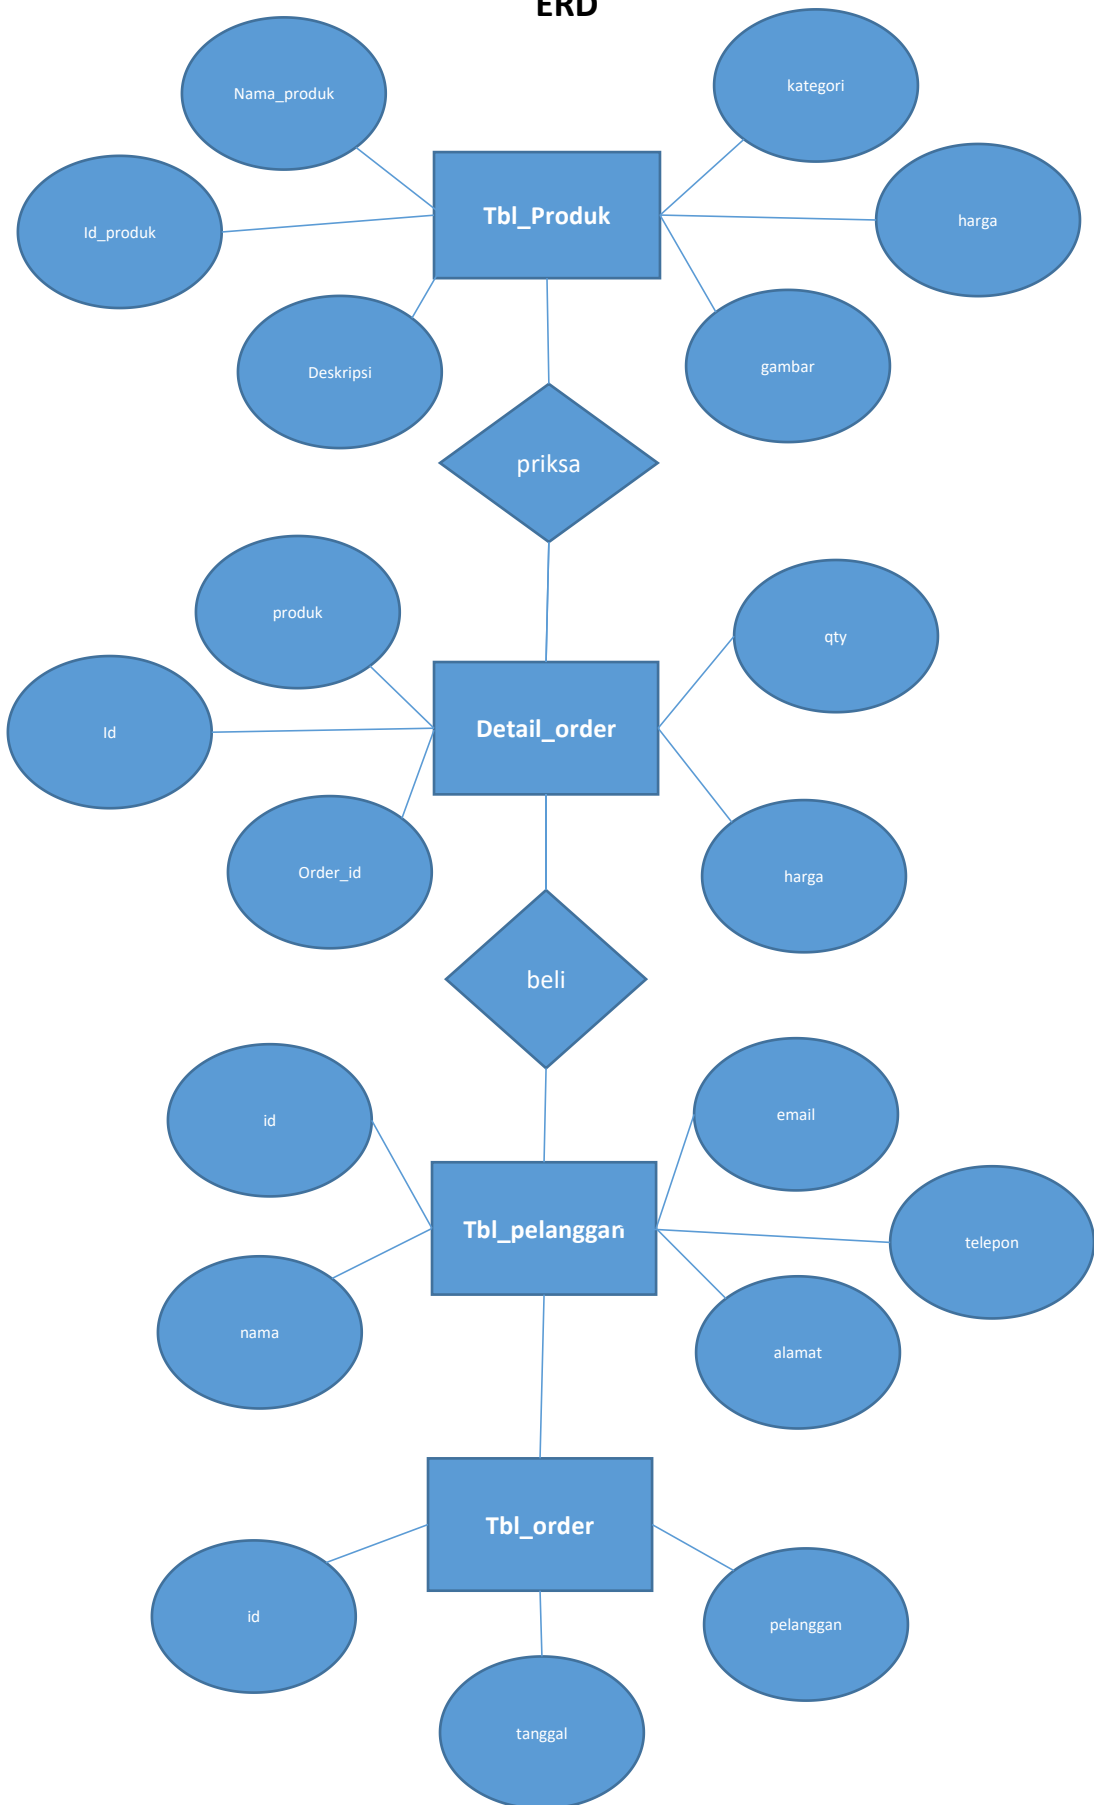 ERD
Nama_produk
kategori
Tbl_Produk
Id_produk
harga
Deskripsi
gambar
priksa
produk
qty
Id
Detail_order
Order_id
harga
beli
id
email
Tbl_pelanggan
telepon
nama
alamat
Tbl_order
id
pelanggan
tanggal